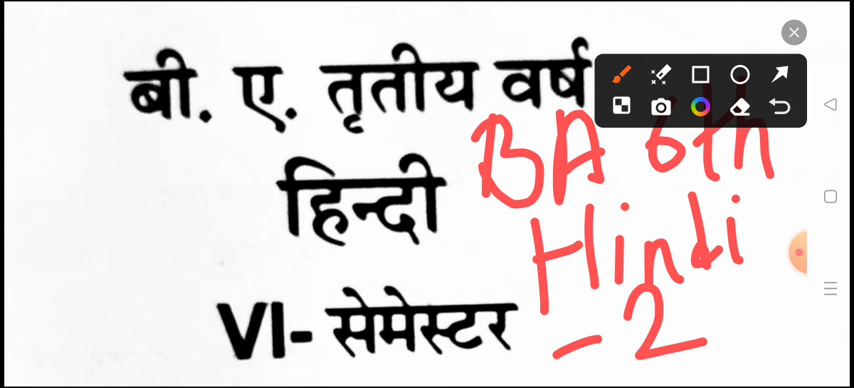 बी. ए. तृतीय वर्ष
हिन्दी
VI- सेमेस्टर
BA 6th
Hindi
- 2